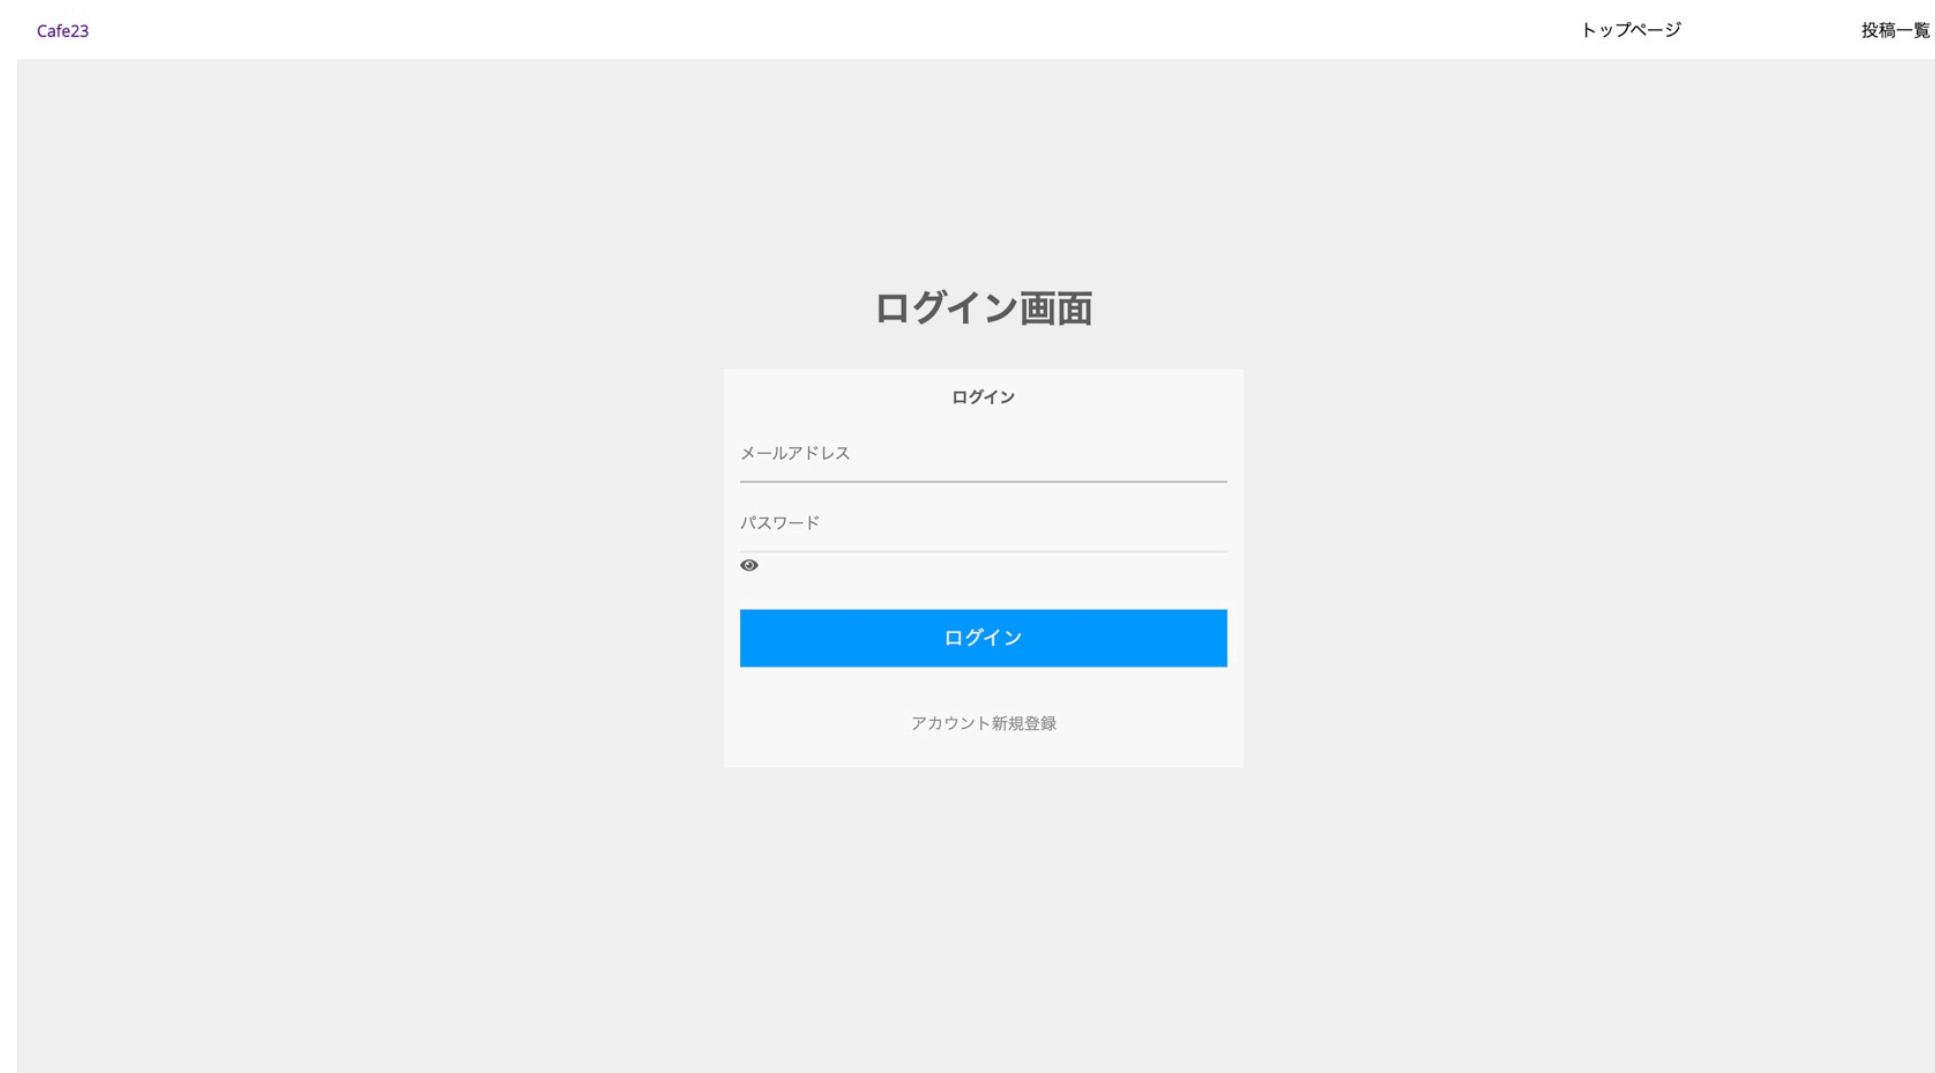 Cafe23
トップページ
投稿一覧
ログイン画面
ログイン
メールアドレス
パスワード
ログイン
アカウント新規登録